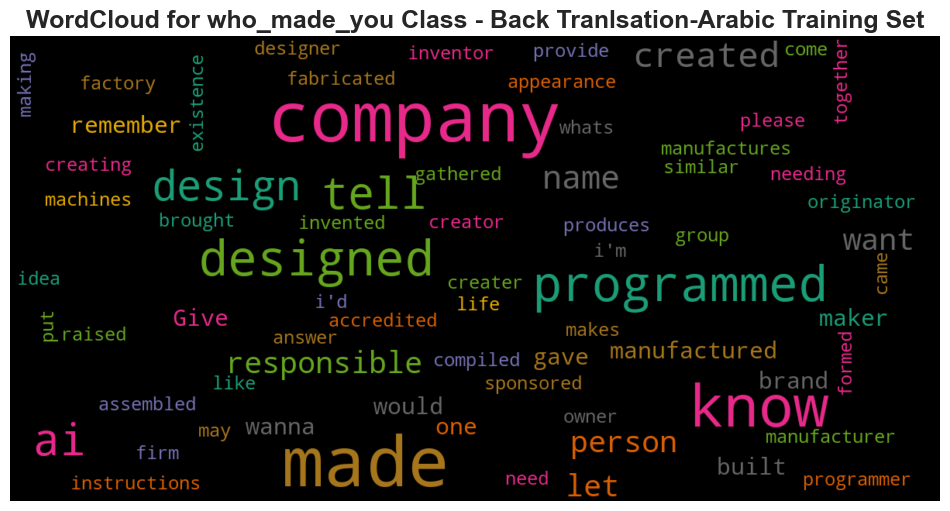 WordCloud for who_made_you Class - Back Tranlsation-Arabic Training Set
making
factory
designer
fabricated
existence
inventor
provide
appearance
created
come
together
remember
company
whats
please
manufactures
similar
needing
creating
machines
design
tell
gathered
name
originator
brought
invented
creator
produces
group
i'm
want
came
designed
idea
creater
programmed
i'd
life
put
raised
Give
accredited
answer
makes
maker
responsible
compiled
gave
manufactured
formed
like
sponsored
brand
assembled
would
know
may
wanna
one
owner
ai
firm
made
person
manufacturer
built
instructions
need
let
programmer